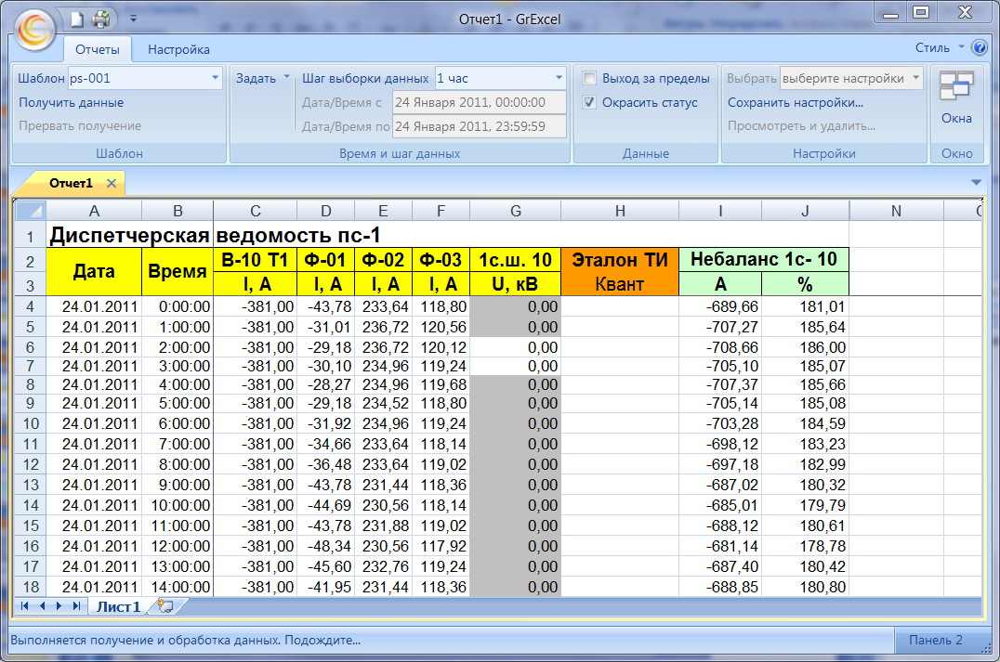 Отчет1 - GrExcel
Отчеты Настройка Стиль
Шаблон ps-001 Задать Шаг выборки данных 1 час Выход за пределы Выбрать выберите настройки
Получить данные Дата/Время с 24 Января 2011, 00:00:00 Окрасить статус Сохранить настройки...
Прервать получение Дата/Время по 24 Января 2011, 23:59:59 Просмотреть и удалить... Окна
Шаблон Время и шаг данных Данные Настройки Окно
Отчет1
A B C D E F G H I J N
1 Диспетчерская ведомость пс-1
2 Дата Время В-10 Т1 Ф-01 Ф-02 Ф-03 1с.ш. 10 Эталон ТИ Небаланс 1с- 10
3 I, А I, А I, А I, А U, кВ Квант А %
4 24.01.2011 0:00:00 -381,00 -43,78 233,64 118,80 0,00 -689,66 181,01
5 24.01.2011 1:00:00 -381,00 -31,01 236,72 120,56 0,00 -707,27 185,64
6 24.01.2011 2:00:00 -381,00 -29,18 236,72 120,12 0,00 -708,66 186,00
7 24.01.2011 3:00:00 -381,00 -30,10 234,96 119,24 0,00 -705,10 185,07
8 24.01.2011 4:00:00 -381,00 -28,27 234,96 119,68 0,00 -707,37 185,66
9 24.01.2011 5:00:00 -381,00 -29,18 234,52 118,80 0,00 -705,14 185,08
10 24.01.2011 6:00:00 -381,00 -31,92 234,96 119,24 0,00 -703,28 184,59
11 24.01.2011 7:00:00 -381,00 -34,66 233,64 118,14 0,00 -698,12 183,23
12 24.01.2011 8:00:00 -381,00 -36,48 233,64 119,02 0,00 -697,18 182,99
13 24.01.2011 9:00:00 -381,00 -43,78 231,44 118,36 0,00 -687,02 180,32
14 24.01.2011 10:00:00 -381,00 -44,69 230,56 118,14 0,00 -685,01 179,79
15 24.01.2011 11:00:00 -381,00 -43,78 231,88 119,02 0,00 -688,12 180,61
16 24.01.2011 12:00:00 -381,00 -48,34 230,56 117,92 0,00 -681,14 178,78
17 24.01.2011 13:00:00 -381,00 -45,60 232,76 119,24 0,00 -687,40 180,42
18 24.01.2011 14:00:00 -381,00 -41,95 231,44 118,36 0,00 -688,85 180,80
Лист1
Выполняется получение и обработка данных. Подождите... Панель 2